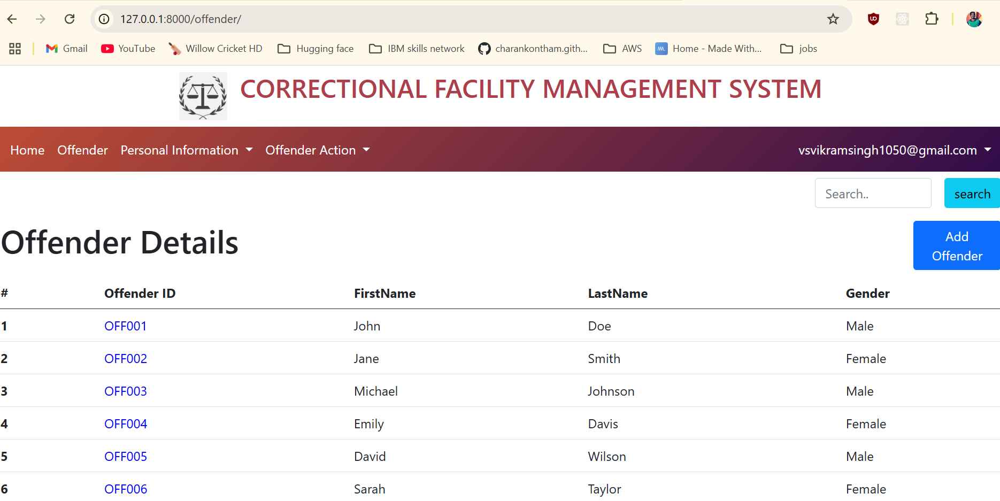 127.0.0.1:8000/offender/
Gmail YouTube Willow Cricket HD Hugging face IBM skills network charankontham.gith... AWS Home - Made With... jobs
CORRECTIONAL FACILITY MANAGEMENT SYSTEM
Home Offender Personal Information Offender Action vsvikramsingh1050@gmail.com
Search.. search
Offender Details
Add
Offender
# Offender ID FirstName LastName Gender
1 OFF001 John Doe Male
2 OFF002 Jane Smith Female
3 OFF003 Michael Johnson Male
4 OFF004 Emily Davis Female
5 OFF005 David Wilson Male
6 OFF006 Sarah Taylor Female